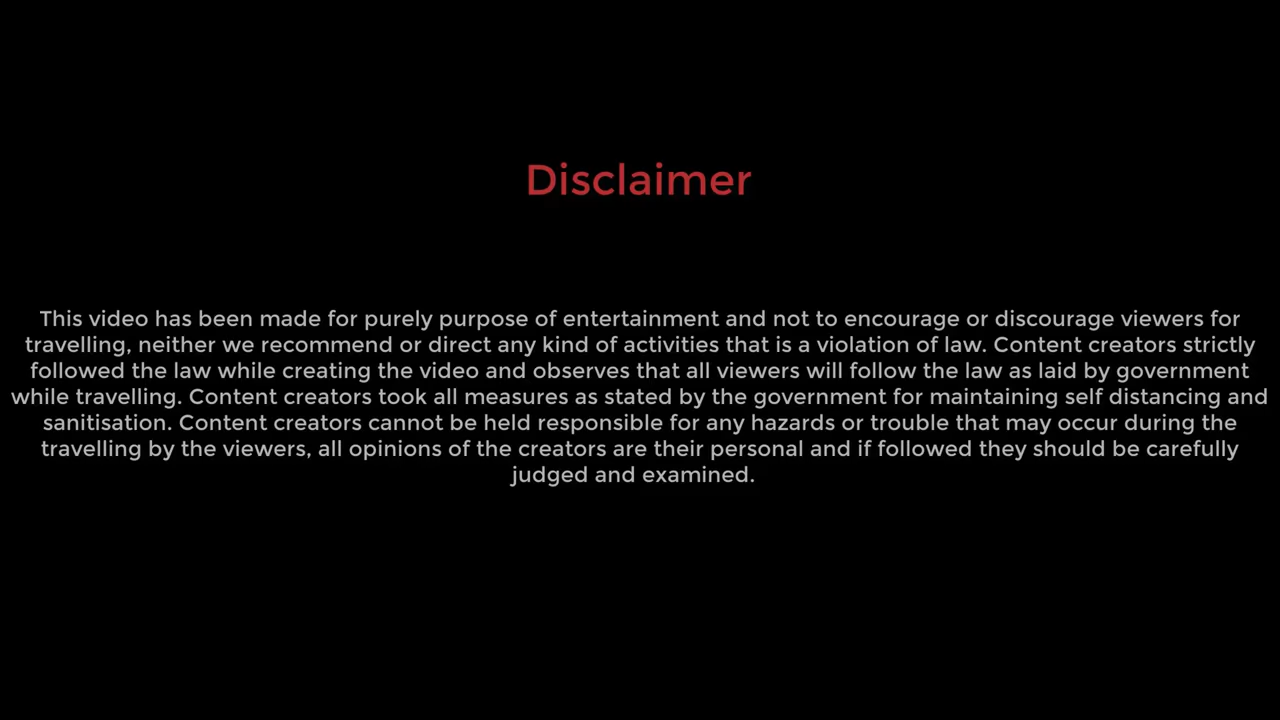 Disclaimer
This video has been made for purely purpose of entertainment and not to encourage or discourage viewers for
travelling, neither we recommend or direct any kind of activities that is a violation of law. Content creators strictly
followed the law while creating the video and observes that all viewers will follow the law as laid by government
while travelling. Content creators took all measures as stated by the government for maintaining self distancing and
sanitisation. Content creators cannot be held responsible for any hazards or trouble that may occur during the
travelling by the viewers, all opinions of the creators are their personal and if followed they should be carefully
judged and examined.